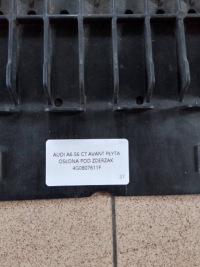 AUDI A6 S6 C7 AVANT PŁYTA
OSŁONA POD ZDERZAK
4G0807611F